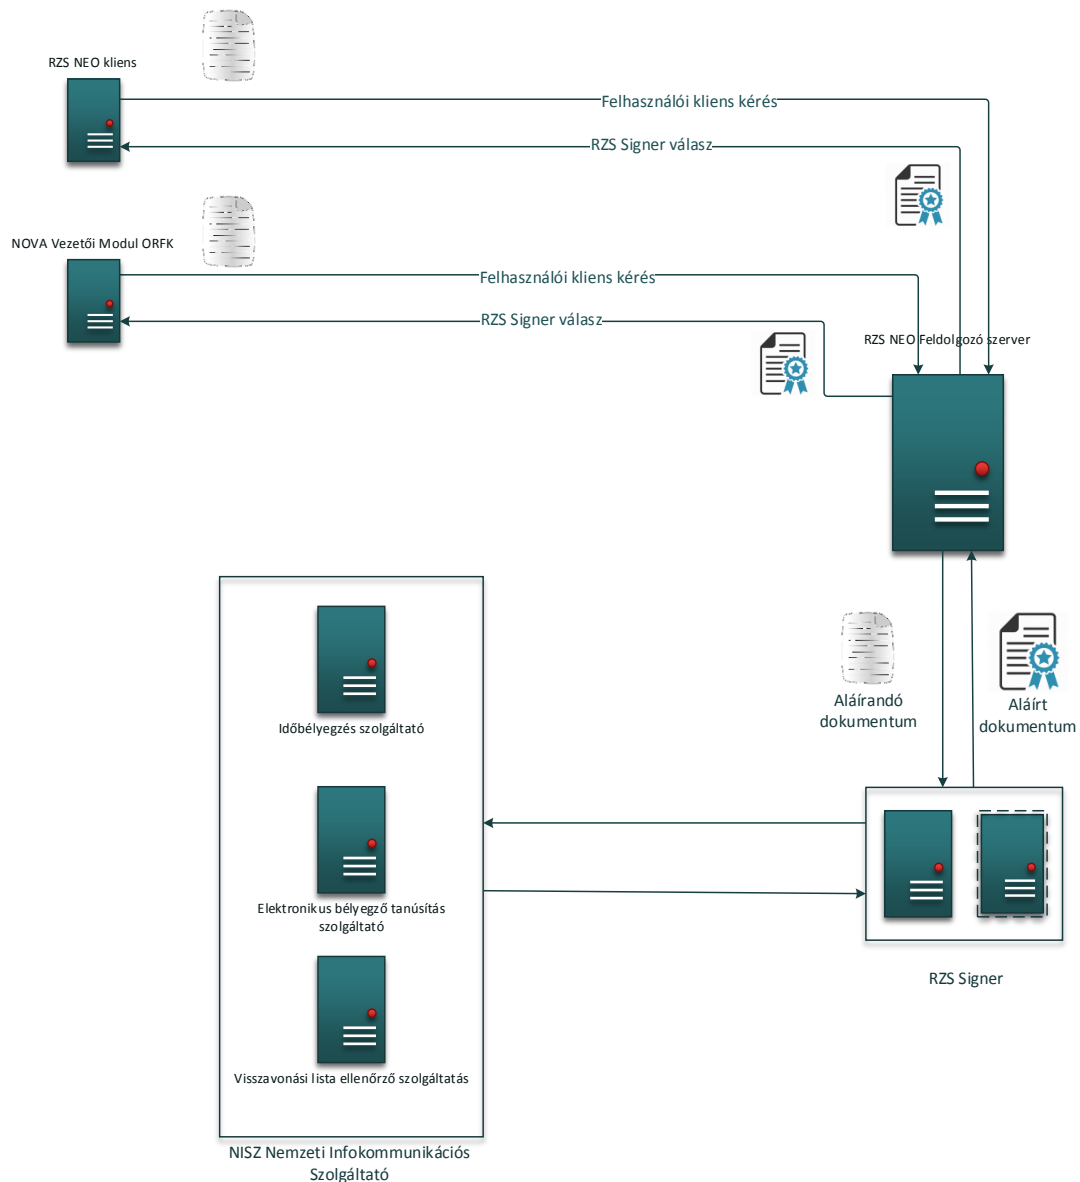 RZS NEO kliens
Felhasználói kliens kérés
RZS Signer válasz
NOVA Vezetői Modul ORFK
Felhasználói kliens kérés
RZS Signer válasz
RZS NEO Feldolgozó szerver
Aláírandó
dokumentum
Aláírt
dokumentum
Időbélyegzés szolgáltató
Elektronikus bélyegző tanúsítás
szolgáltató
RZS Signer
Visszavonási lista ellenőrző szolgáltatás
NISZ Nemzeti Infokommunikációs
Szolgáltató